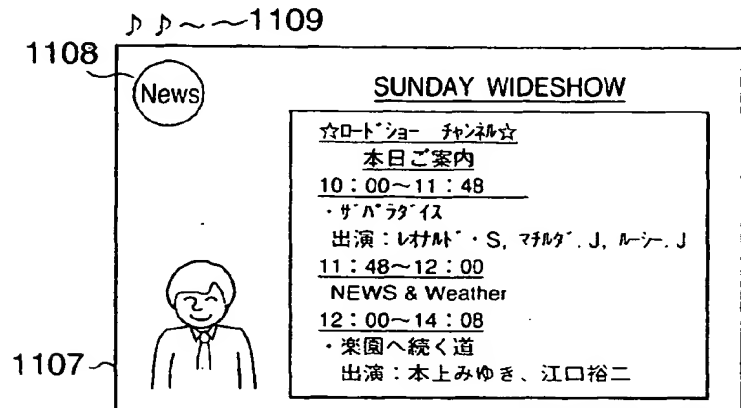 ♪ ♪～～1109
1108
News
SUNDAY WIDESHOW
☆ﾛｰﾄﾞｼｮｰ ﾁｬﾝﾈﾙ☆
本日ご案内
10：00～11：48
・ｻﾞﾊﾟﾗﾀﾞｲｽ
出演：ﾚｵﾅﾙﾄﾞ・S, ﾏﾁﾙﾀﾞ. J, ﾙｰｼｰ. J
11：48～12：00
NEWS & Weather
12：00～14：08
・楽園へ続く道
出演：本上みゆき、江口裕二
1107